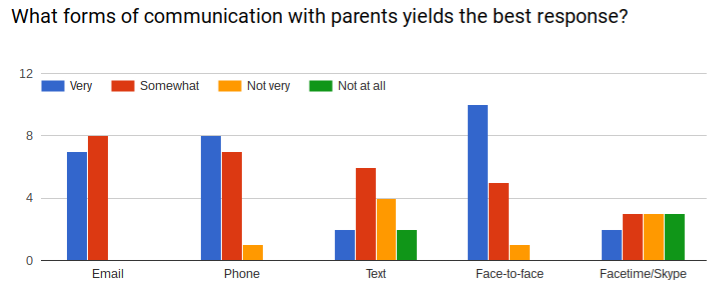 What forms of communication with parents yields the best response?
12
Very Somewhat Not very Not at all
8
4
0
Email Phone Text Face-to-face Facetime/Skype